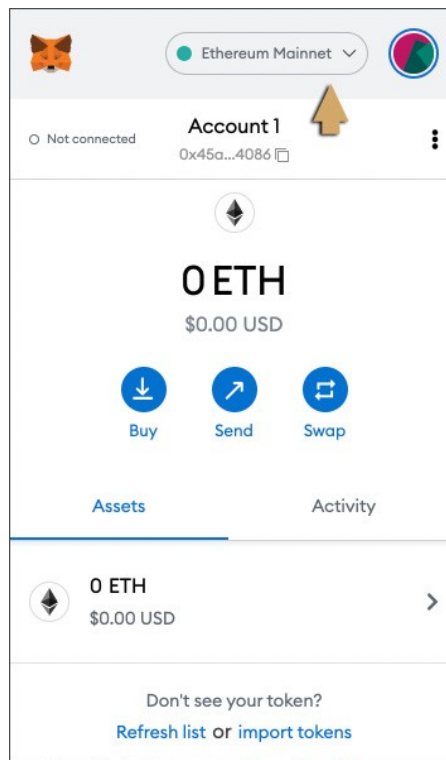 Ethereum Mainnet
Not connected
Account 1
0x45a...4086
0 ETH
$0.00 USD
Buy Send Swap
Assets Activity
0 ETH
$0.00 USD
Don't see your token?
Refresh list or import tokens